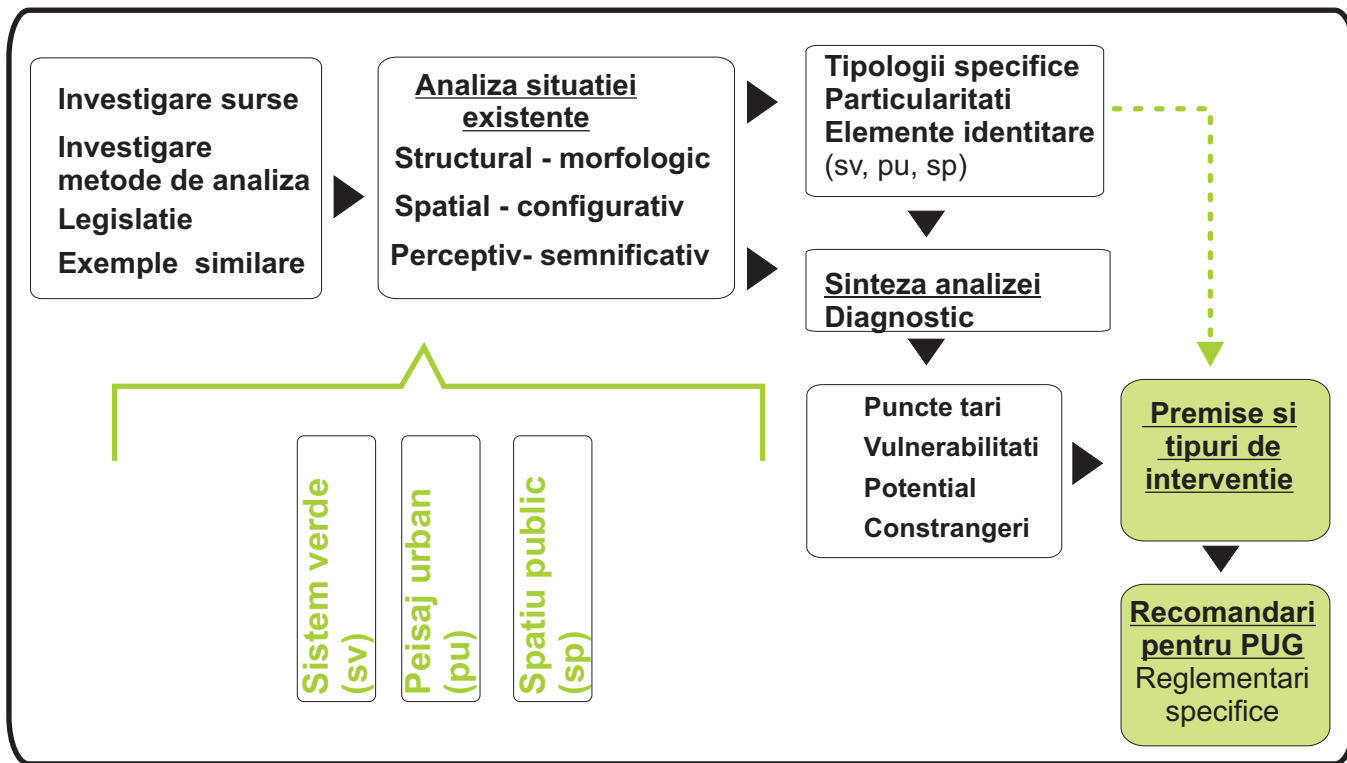 Investigare surse
Investigare
metode de analiza
Legislatie
Exemple similare
Analiza situatiei
existente
Structural - morfologic
Spatial - configurativ
Perceptiv- semnificativ
Tipologii specifice
Particularitati
Elemente identitare
(sv, pu, sp)
Sinteza analizei
Diagnostic
Puncte tari
Vulnerabilitati
Potential
Constrangeri
Premise si
tipuri de
interventie
Recomandari
pentru PUG
Reglementari
specifice
Sistem verde
(sv)
Peisaj urban
(pu)
Spatiu public
(sp)